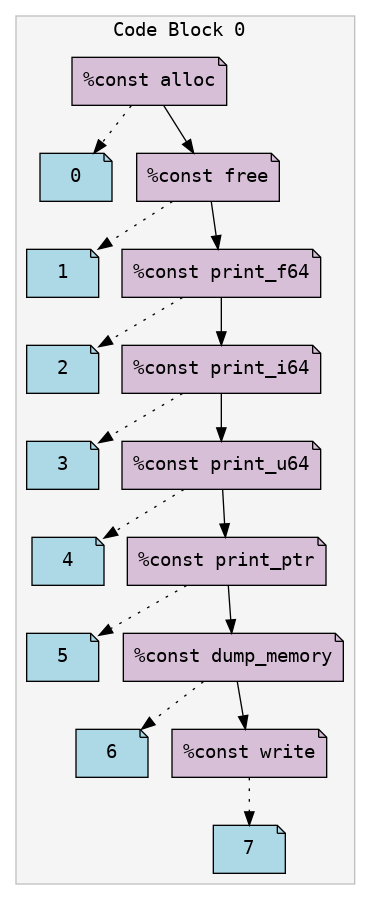 Code Block 0
%const alloc
0
%const free
1
%const print_f64
2
%const print_i64
3
%const print_u64
4
%const print_ptr
5
%const dump_memory
6
%const write
7